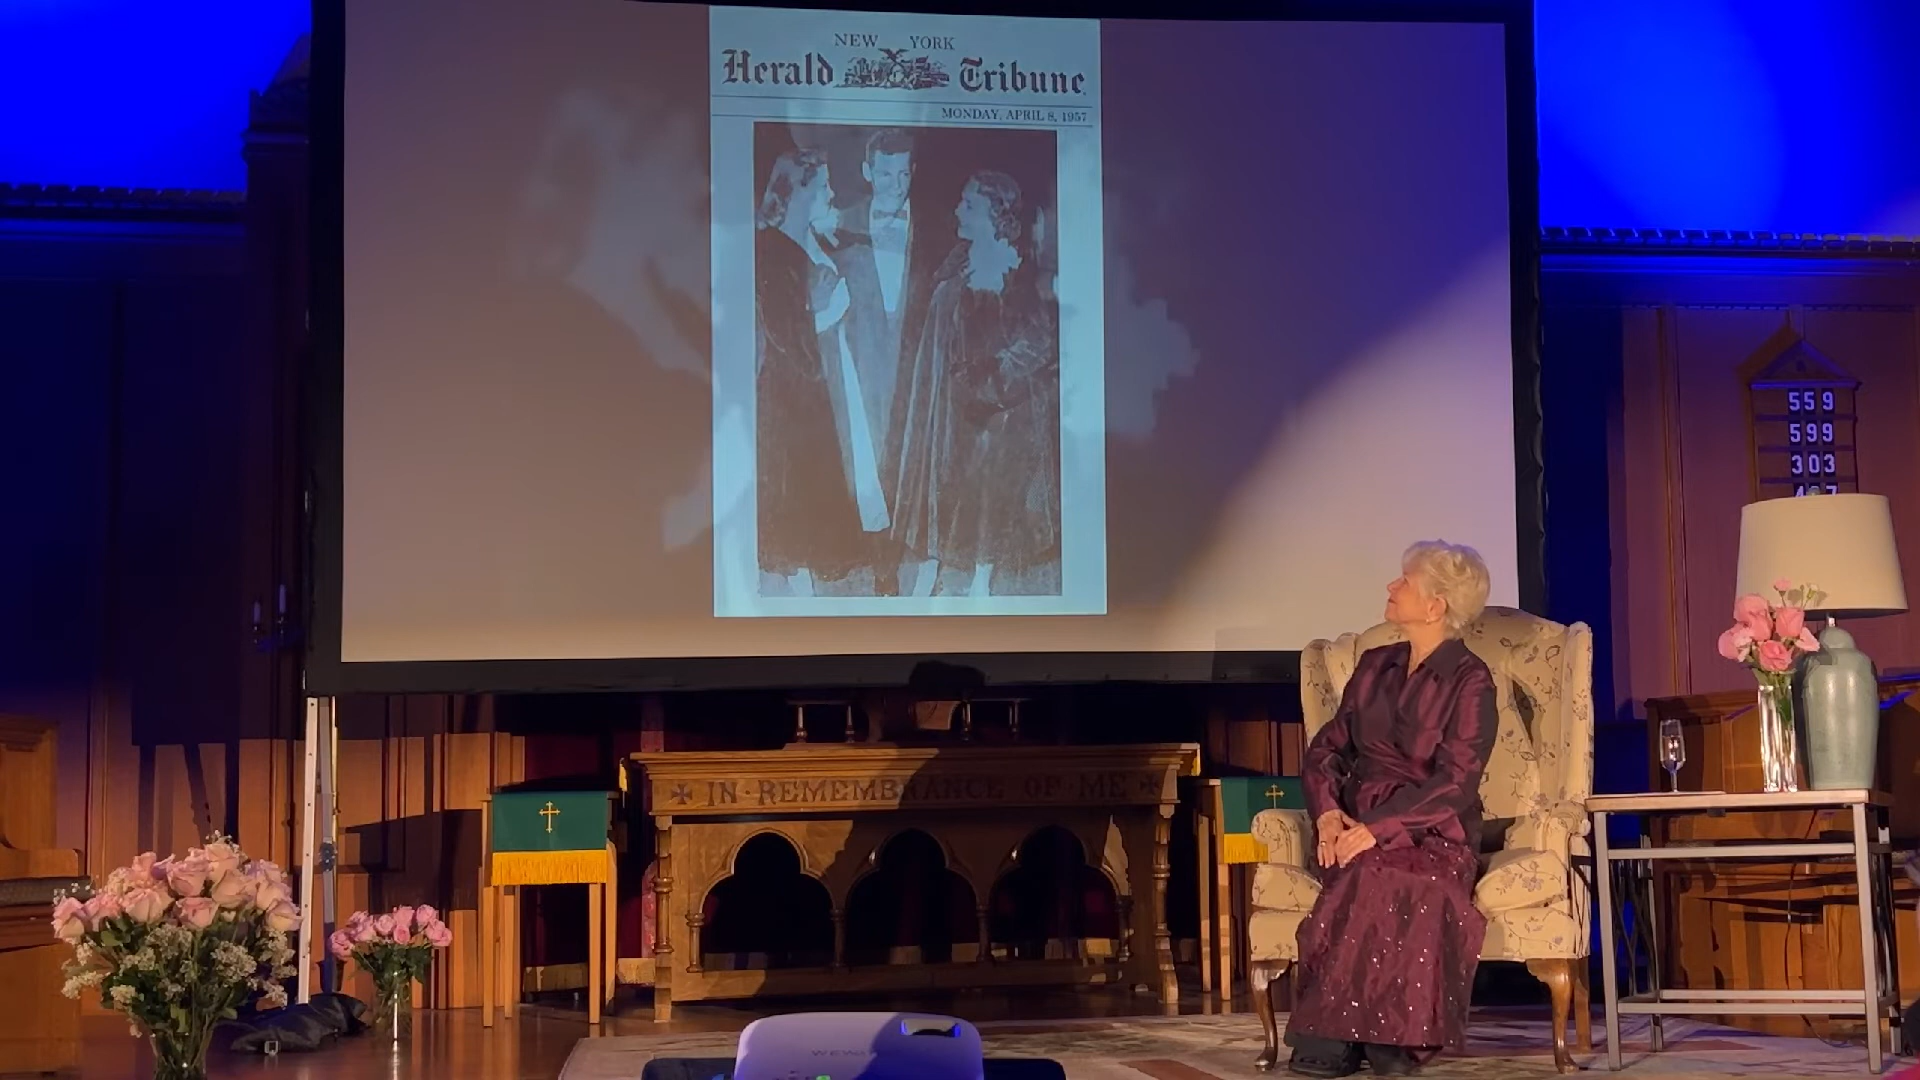 NEW YORK
Herald Tribune
MONDAY, APRIL 8, 1957
559
599
303
IN · REMEMBRANCE OF · ME